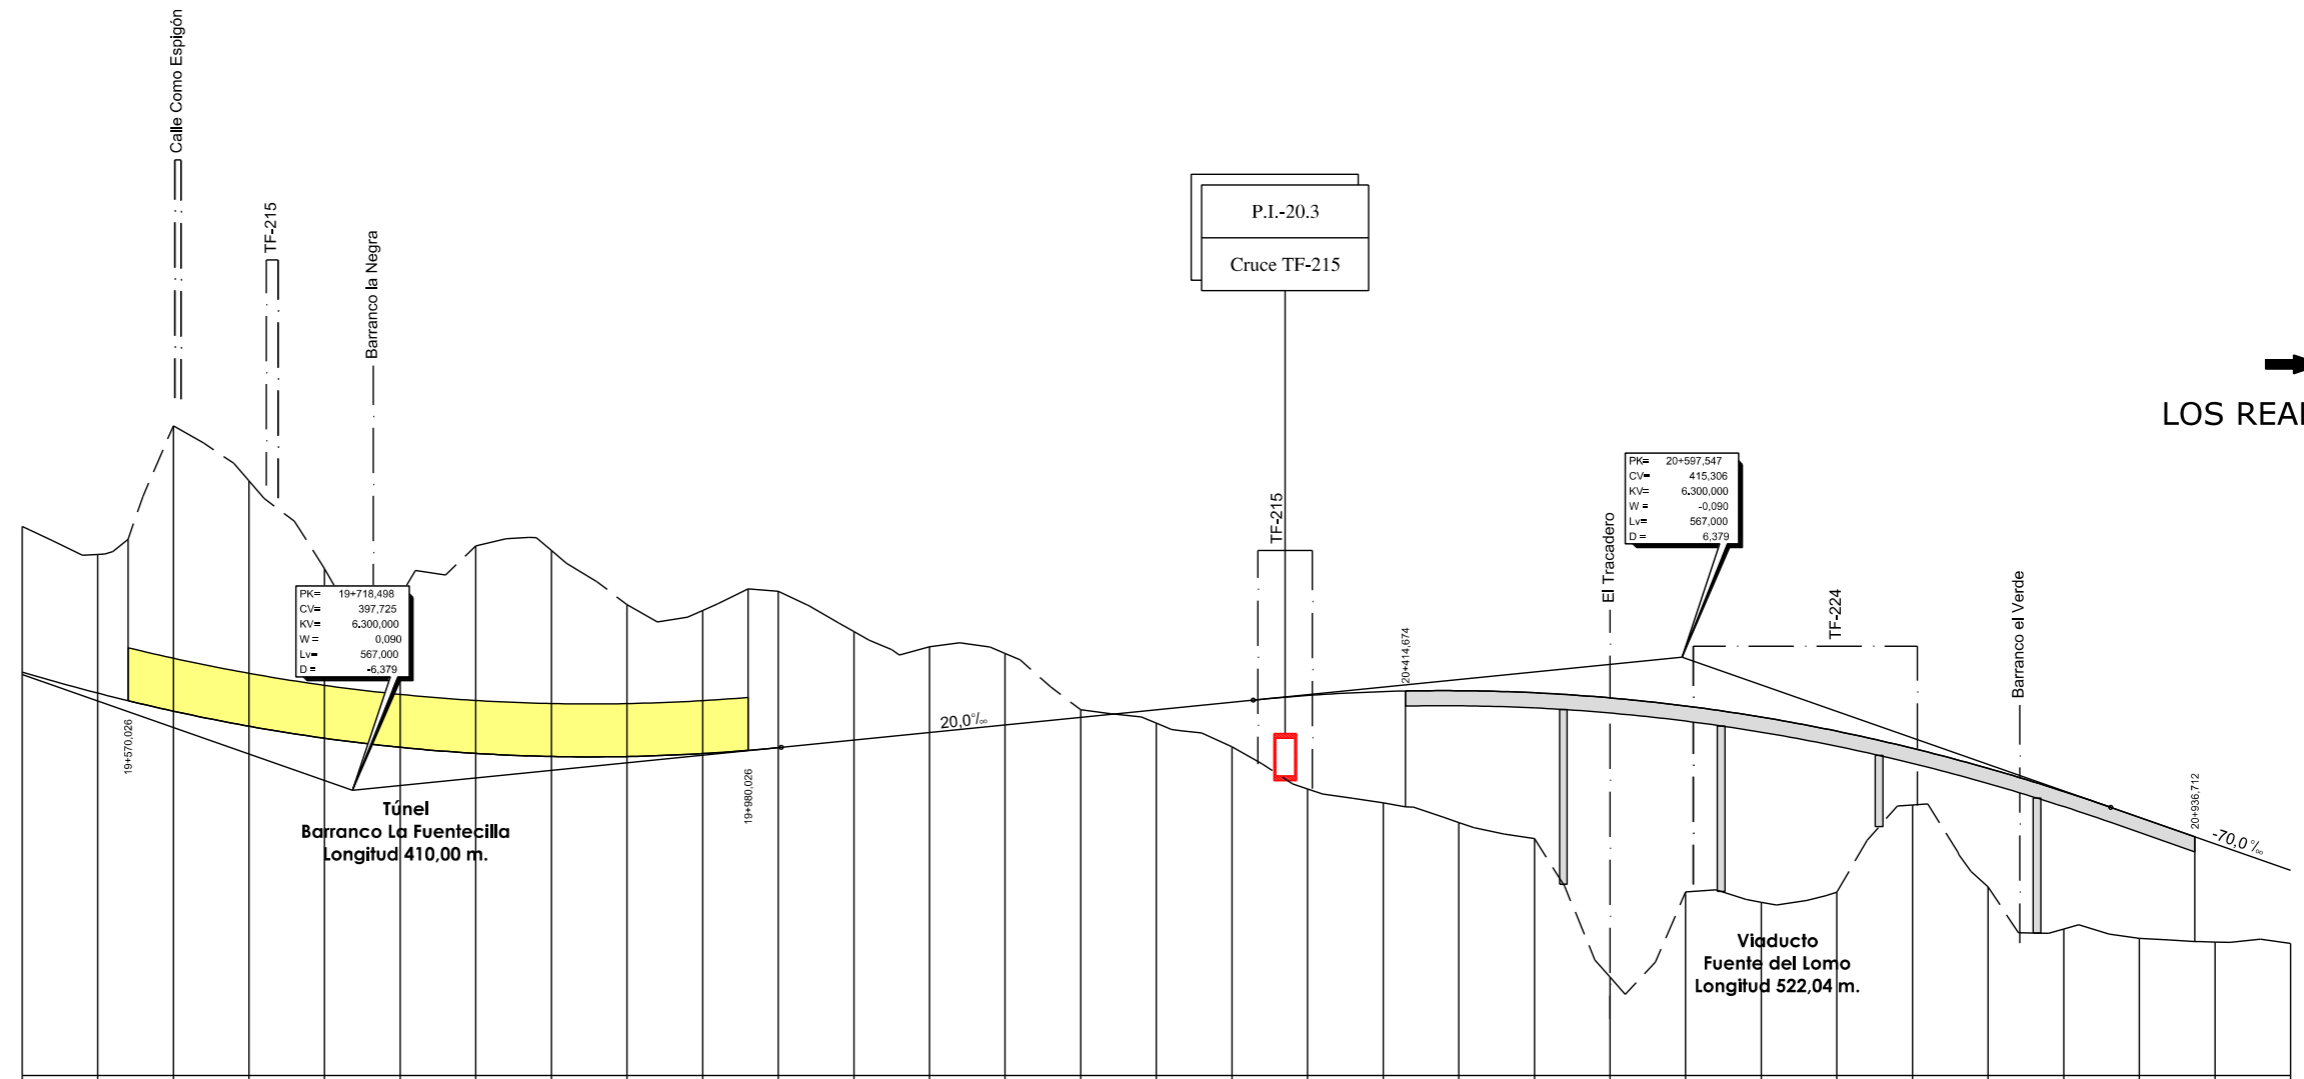 Calle Como Espigón
TF-215
Barranco la Negra
P.I.-20.3
Cruce TF-215
LOS REA
PK= 19+718,498
CV= 397,725
KV= 6.300,000
W = 0,090
Lv= 567,000
D = -6,379
19+570,026
19+980,026
Túnel
Barranco La Fuentecilla
Longitud 410,00 m.
20,0‰
TF-215
20+414,674
El Tracadero
PK= 20+597,547
CV= 415,306
KV= 6.300,000
W = -0,090
Lv= 567,000
D = 6,379
TF-224
Barranco el Verde
20+936,712
-70,0‰
Viaducto
Fuente del Lomo
Longitud 522,04 m.